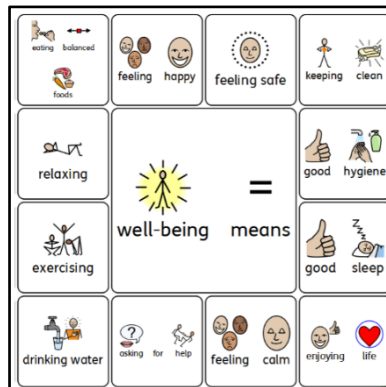 eating balanced
foods
feeling happy
feeling safe
keeping clean
relaxing
well-being = means
good hygiene
exercising
good sleep
drinking water
asking for help
feeling calm
enjoying life